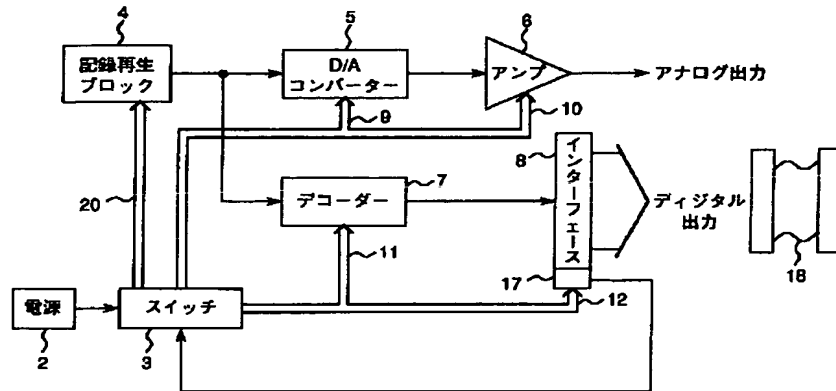 4
記録再生
ブロック
5
D/A
コンバーター
6
アンプ
アナログ出力
9
10
8
インターフェース
7
デコーダー
ディジタル
出力
18
20
11
17
12
電源
2
スイッチ
3